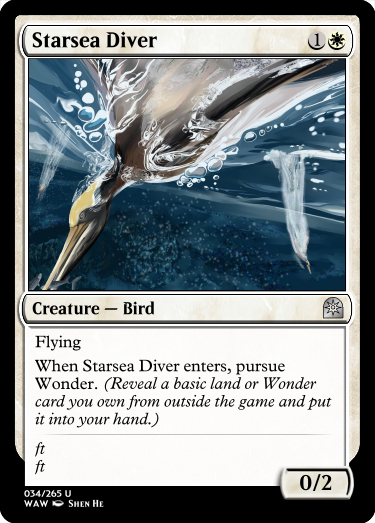 Starsea Diver 1
Creature — Bird
Flying
When Starsea Diver enters, pursue
Wonder. (Reveal a basic land or Wonder
card you own from outside the game and put
it into your hand.)
ft
ft
0/2
034/265 U
WAW Shen He